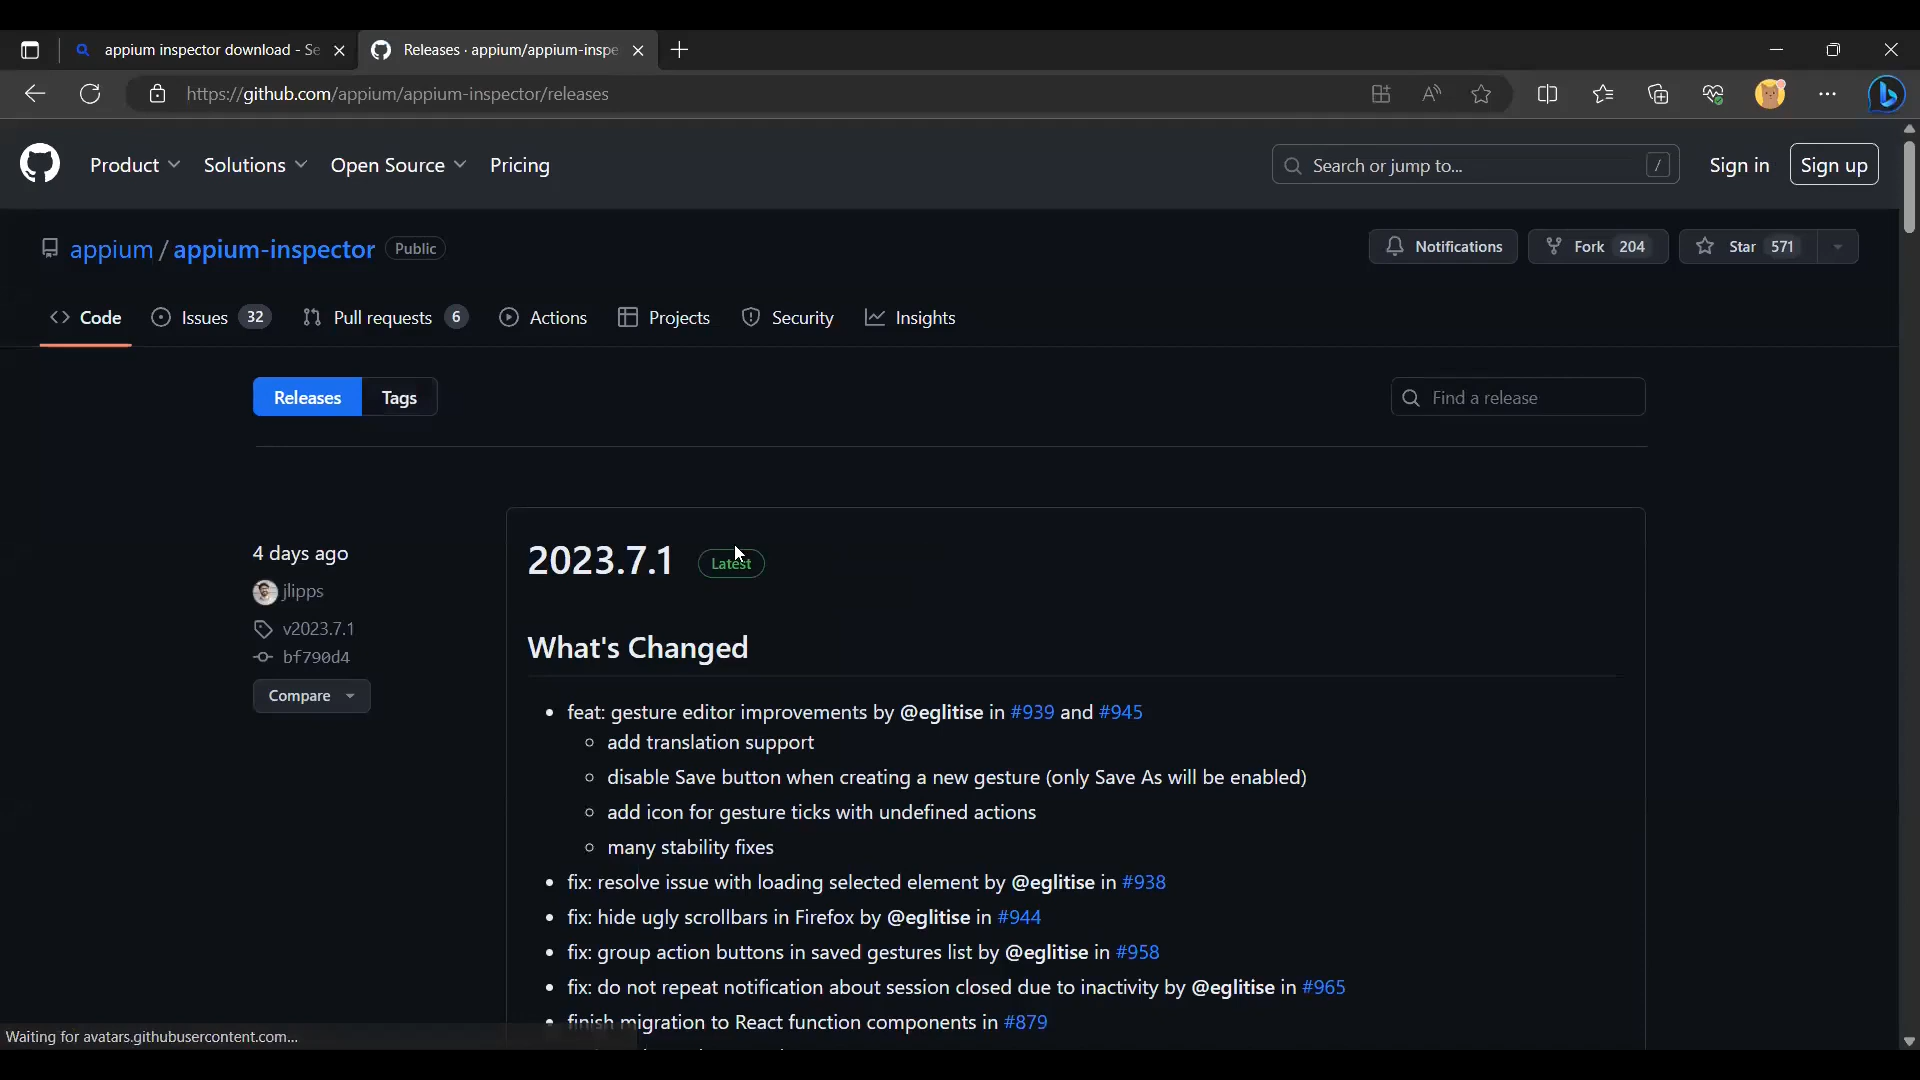 appium inspector download - Se
Releases · appium/appium-inspe
https://github.com/appium/appium-inspector/releases
Product Solutions Open Source Pricing
Search or jump to... /
Sign in Sign up
appium / appium-inspector Public
Notifications Fork 204 Star 571
Code Issues 32 Pull requests 6 Actions Projects Security Insights
Releases Tags
Find a release
4 days ago
jlipps
v2023.7.1
bf790d4
Compare
2023.7.1 Latest
What's Changed
• feat: gesture editor improvements by @eglitise in #939 and #945
◦ add translation support
◦ disable Save button when creating a new gesture (only Save As will be enabled)
◦ add icon for gesture ticks with undefined actions
◦ many stability fixes
• fix: resolve issue with loading selected element by @eglitise in #938
• fix: hide ugly scrollbars in Firefox by @eglitise in #944
• fix: group action buttons in saved gestures list by @eglitise in #958
• fix: do not repeat notification about session closed due to inactivity by @eglitise in #965
• finish migration to React function components in #879
Waiting for avatars.githubusercontent.com...